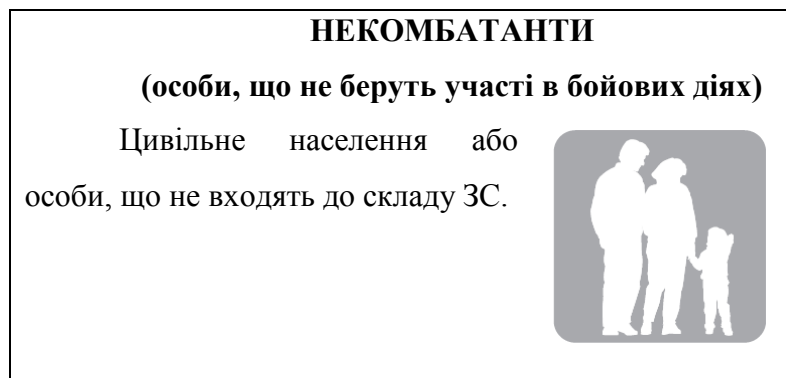 НЕКОМБАТАНТИ
(особи, що не беруть участі в бойових діях)
Цивільне населення або
особи, що не входять до складу ЗС.